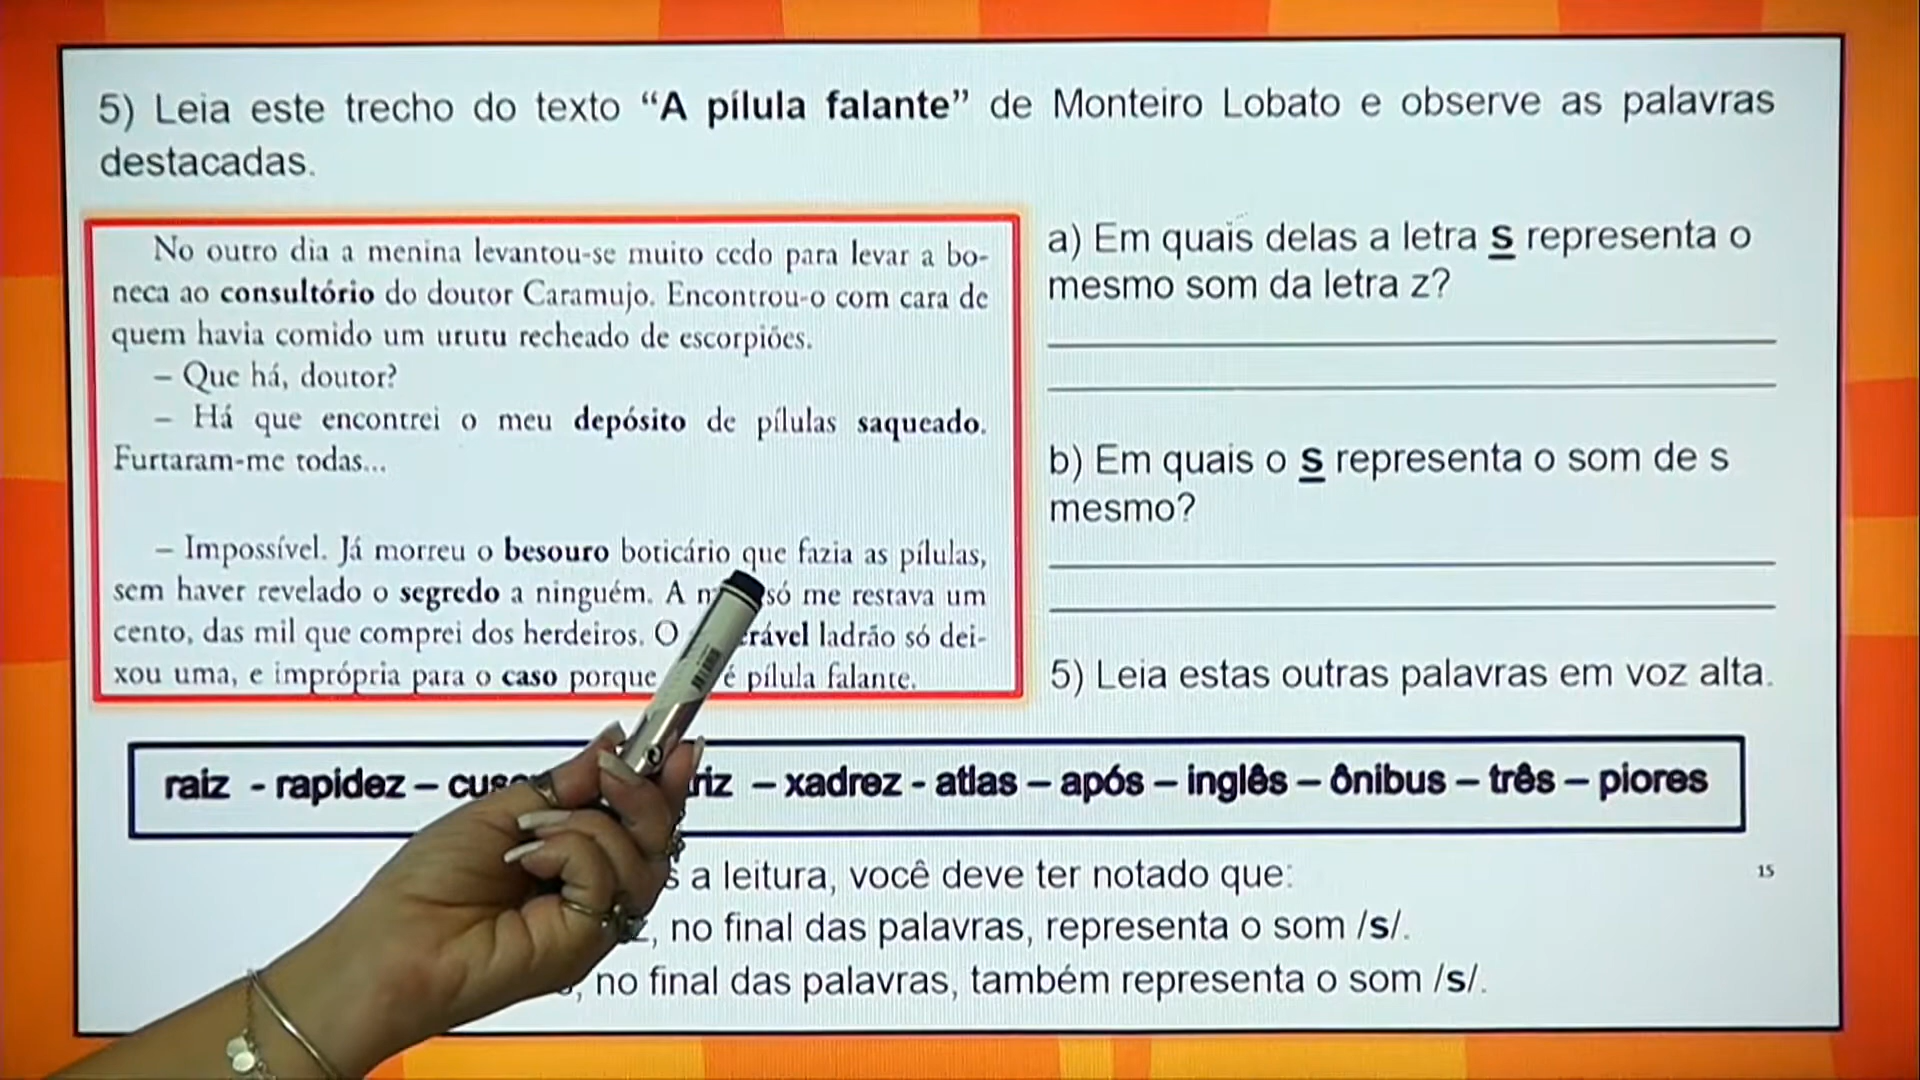 5) Leia este trecho do texto “A pílula falante” de Monteiro Lobato e observe as palavras
destacadas.
No outro dia a menina levantou-se muito cedo para levar a bo-
neca ao consultório do doutor Caramujo. Encontrou-o com cara de
quem havia comido um urutu recheado de escorpiões.
– Que há, doutor?
– Há que encontrei o meu depósito de pílulas saqueado.
Furtaram-me todas...
– Impossível. Já morreu o besouro boticário que fazia as pílulas,
sem haver revelado o segredo a ninguém. A só me restava um
cento, das mil que comprei dos herdeiros. O ladrão só dei-
xou uma, e imprópria para o caso porque é pílula falante.
a) Em quais delas a letra s representa o
mesmo som da letra z?
b) Em quais o s representa o som de s
mesmo?
5) Leia estas outras palavras em voz alta.
raiz - rapidez – – xadrez - atlas – após – inglês – ônibus – três – piores
a leitura, você deve ter notado que:
15
, no final das palavras, representa o som /s/.
, no final das palavras, também representa o som /s/.